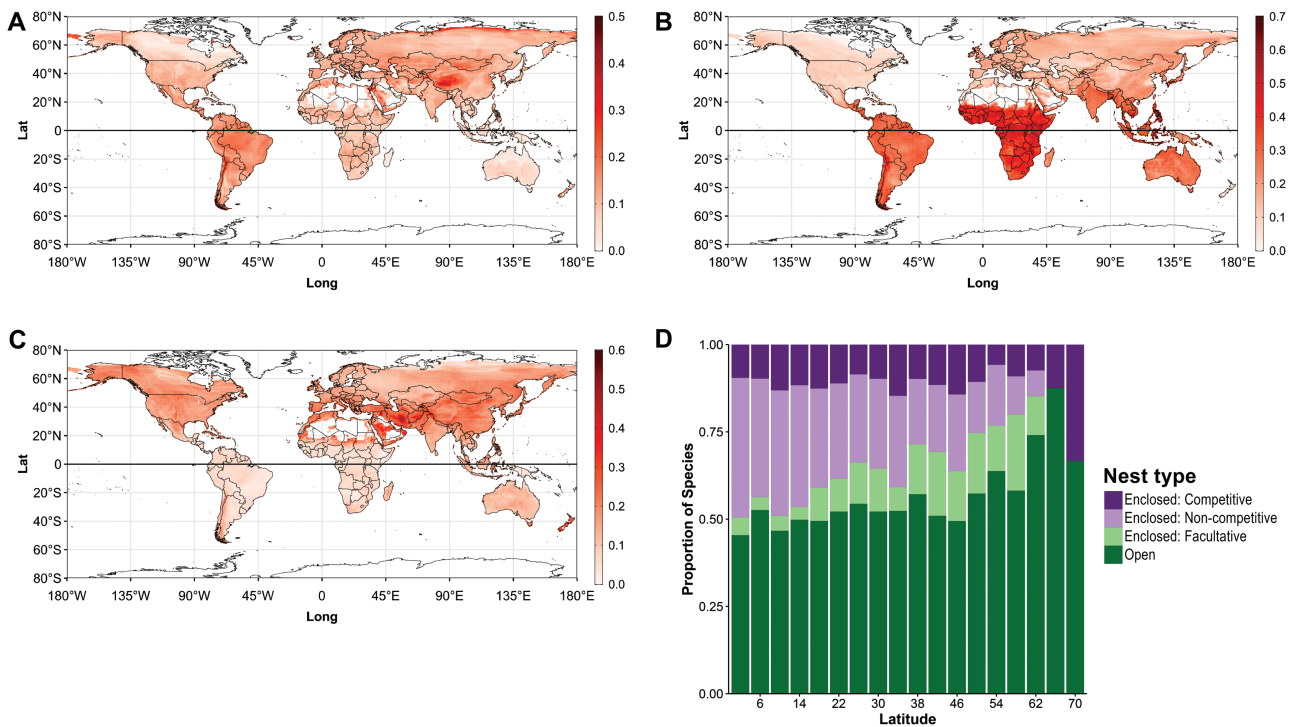 A
80°N
60°N
40°N
20°N
0
20°S
40°S
60°S
80°S
Lat
180°W 135°W 90°W 45°W 0 45°E 90°E 135°E 180°E
Long
0.5
0.4
0.3
0.2
0.1
0.0
B
80°N
60°N
40°N
20°N
0
20°S
40°S
60°S
80°S
Lat
180°W 135°W 90°W 45°W 0 45°E 90°E 135°E 180°E
Long
0.7
0.6
0.5
0.4
0.3
0.2
0.1
0.0
C
80°N
60°N
40°N
20°N
0
20°S
40°S
60°S
80°S
Lat
180°W 135°W 90°W 45°W 0 45°E 90°E 135°E 180°E
Long
0.6
0.5
0.4
0.3
0.2
0.1
0.0
D
1.00
0.75
0.50
0.25
0.00
Proportion of Species
6 14 22 30 38 46 54 62 70
Latitude
Nest type
Enclosed: Competitive
Enclosed: Non-competitive
Enclosed: Facultative
Open